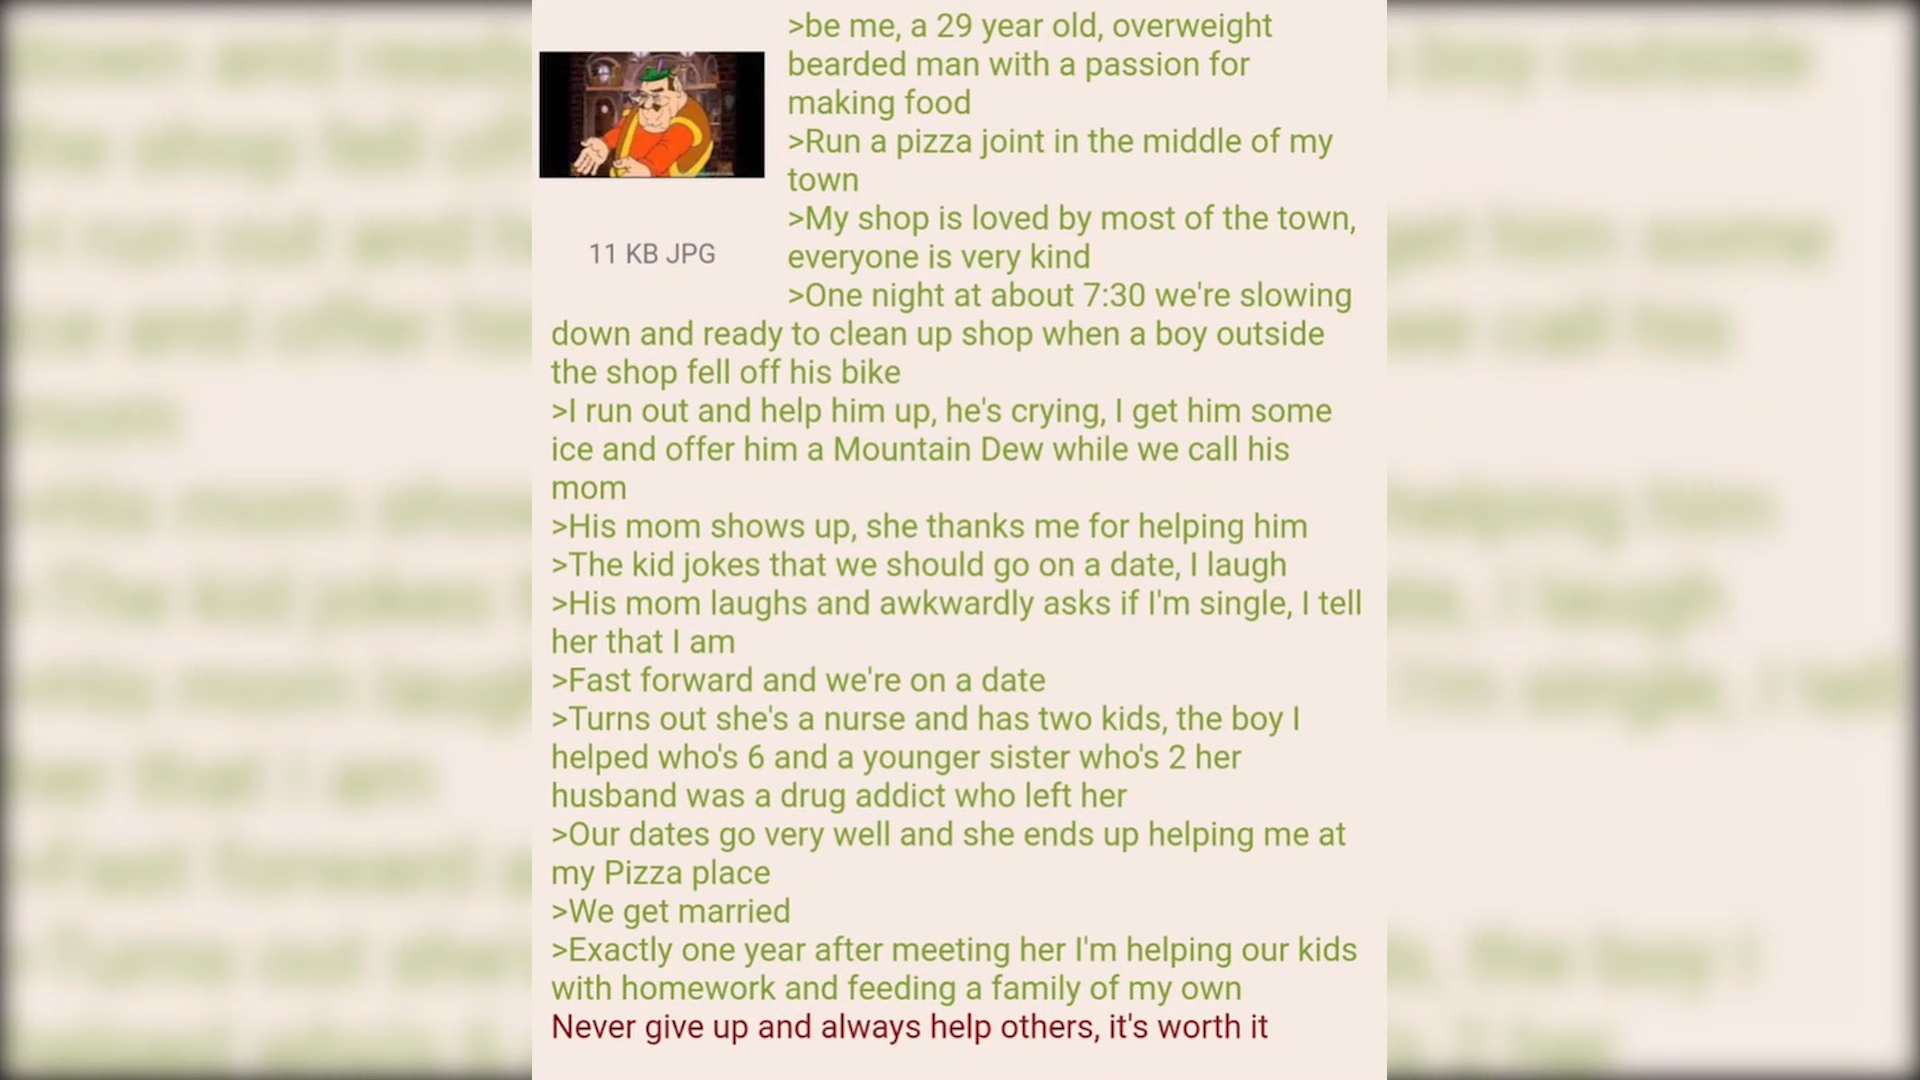 >be me, a 29 year old, overweight
bearded man with a passion for
making food
>Run a pizza joint in the middle of my
town
>My shop is loved by most of the town,
everyone is very kind
11 KB JPG
>One night at about 7:30 we're slowing
down and ready to clean up shop when a boy outside
the shop fell off his bike
>I run out and help him up, he's crying, I get him some
ice and offer him a Mountain Dew while we call his
mom
>His mom shows up, she thanks me for helping him
>The kid jokes that we should go on a date, I laugh
>His mom laughs and awkwardly asks if I'm single, I tell
her that I am
>Fast forward and we're on a date
>Turns out she's a nurse and has two kids, the boy I
helped who's 6 and a younger sister who's 2 her
husband was a drug addict who left her
>Our dates go very well and she ends up helping me at
my Pizza place
>We get married
>Exactly one year after meeting her I'm helping our kids
with homework and feeding a family of my own
Never give up and always help others, it's worth it